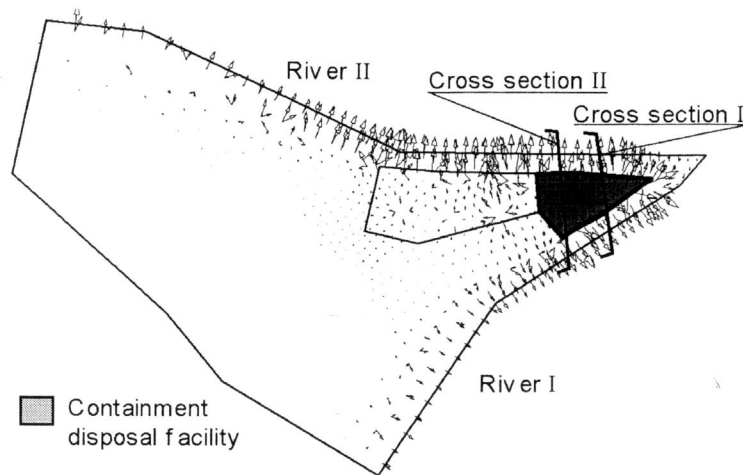 River II
Cross section II
Cross section I
River I
Containment
disposal facility